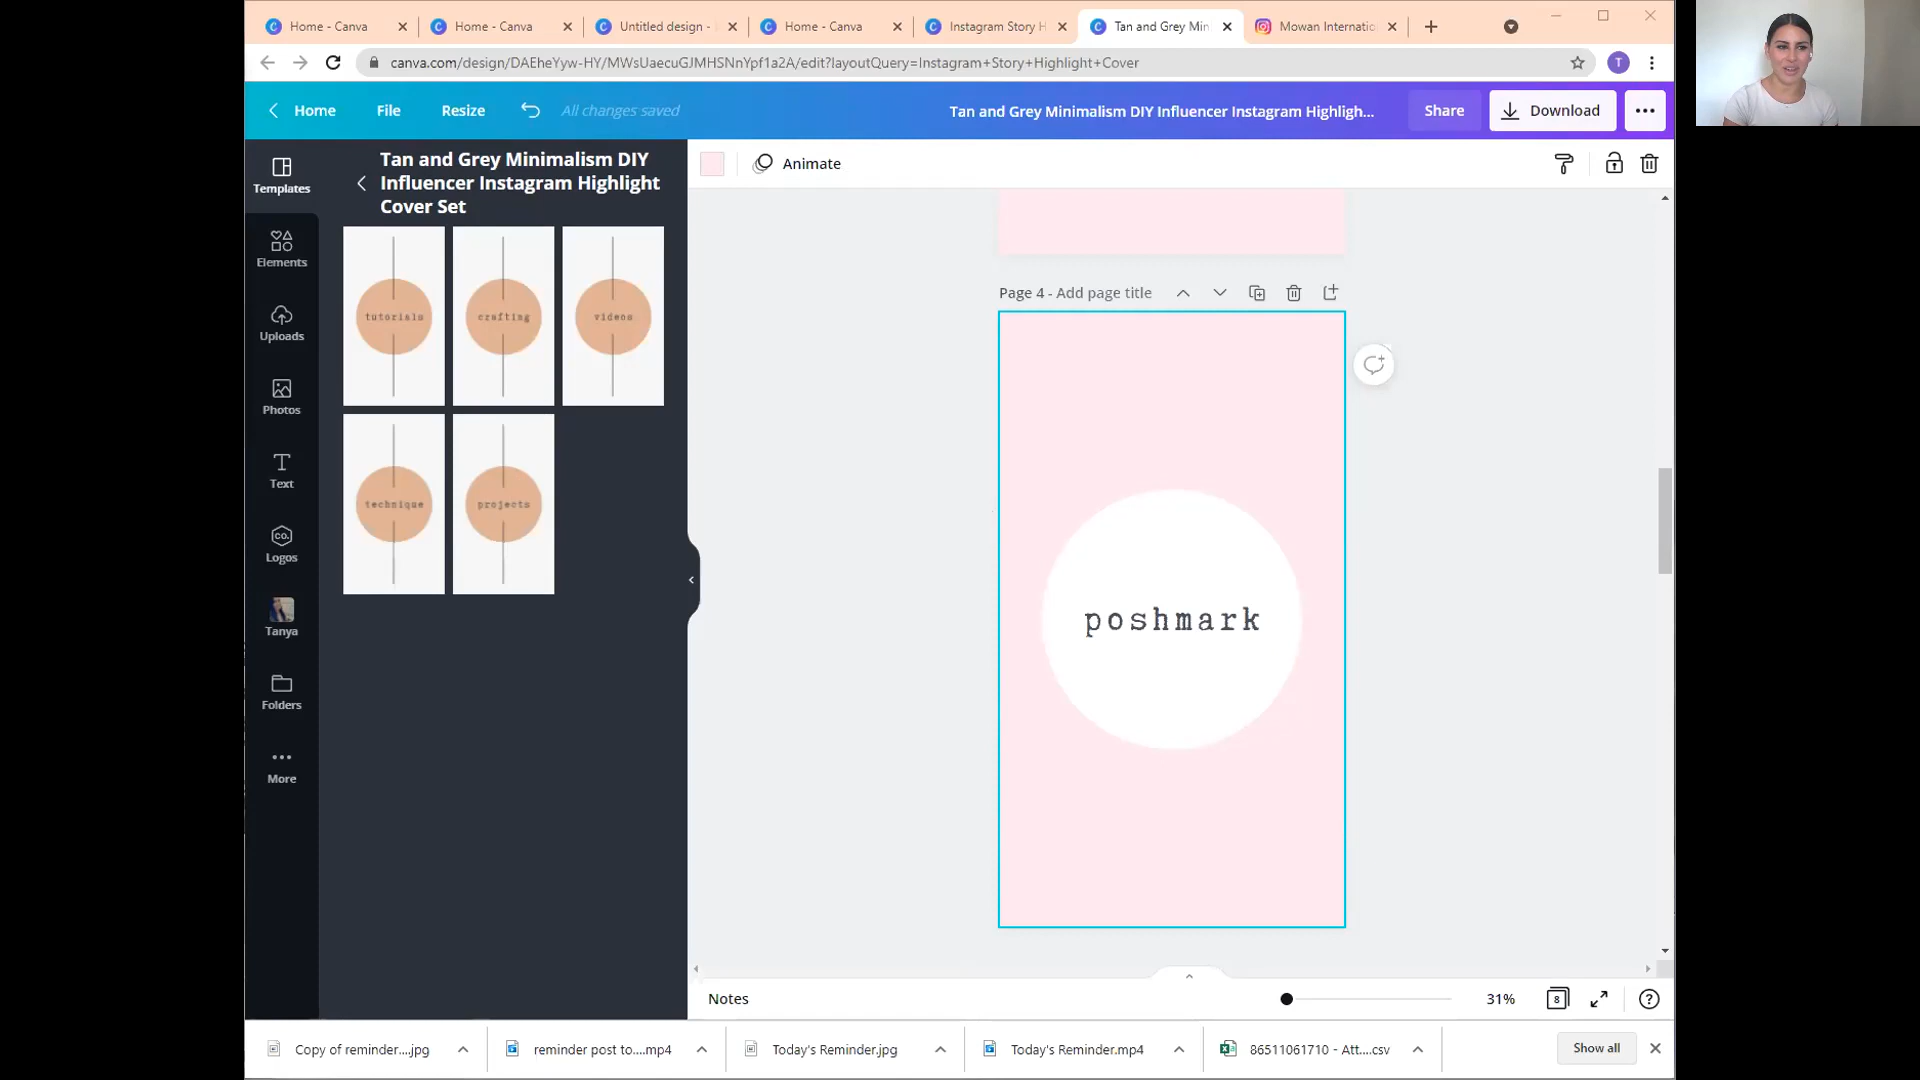 Home - Canva
Home - Canva
Untitled design -
Home - Canva
Instagram Story H
Tan and Grey Min
Mowan Internatio
canva.com/design/DAEheYyw-HY/MWsUaecuGJMHSNnYpf1a2A/edit?layoutQuery=Instagram+Story+Highlight+Cover
T
Home
File
Resize
All changes saved
Tan and Grey Minimalism DIY Influencer Instagram Highligh...
Share
Download
Templates
Tan and Grey Minimalism DIY
Influencer Instagram Highlight
Cover Set
Animate
Elements
Uploads
Photos
Text
Logos
co.
Tanya
Folders
More
tutorials
crafting
videos
technique
projects
Page 4 - Add page title
poshmark
Notes
31%
8
?
Copy of reminder....jpg
reminder post to....mp4
Today's Reminder.jpg
Today's Reminder.mp4
86511061710 - Att....csv
Show all